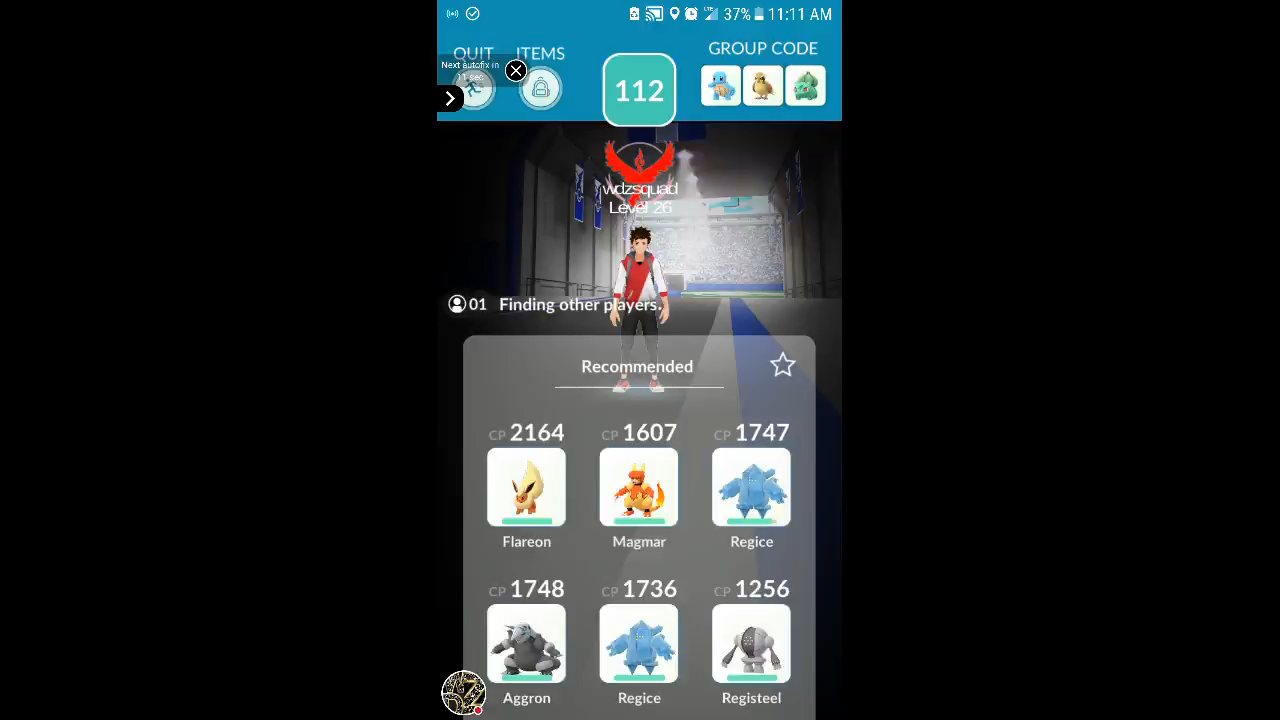 37% 11:11 AM
QUIT ITEMS GROUP CODE
Next autofix in
11 sec
112
wdzsquad
Level 26
01 Finding other players.
Recommended
CP 2164 CP 1607 CP 1747
Flareon Magmar Regice
CP 1748 CP 1736 CP 1256
Aggron Regice Registeel